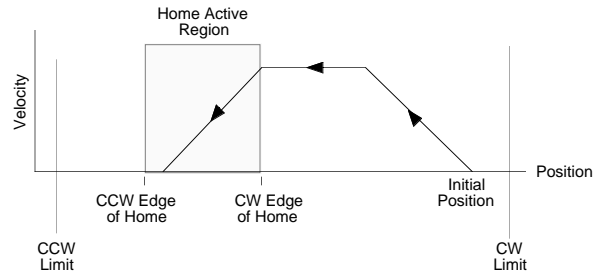 Home Active
Region
Velocity
Position
CCW Edge
of Home
CW Edge
of Home
Initial
Position
CCW
Limit
CW
Limit